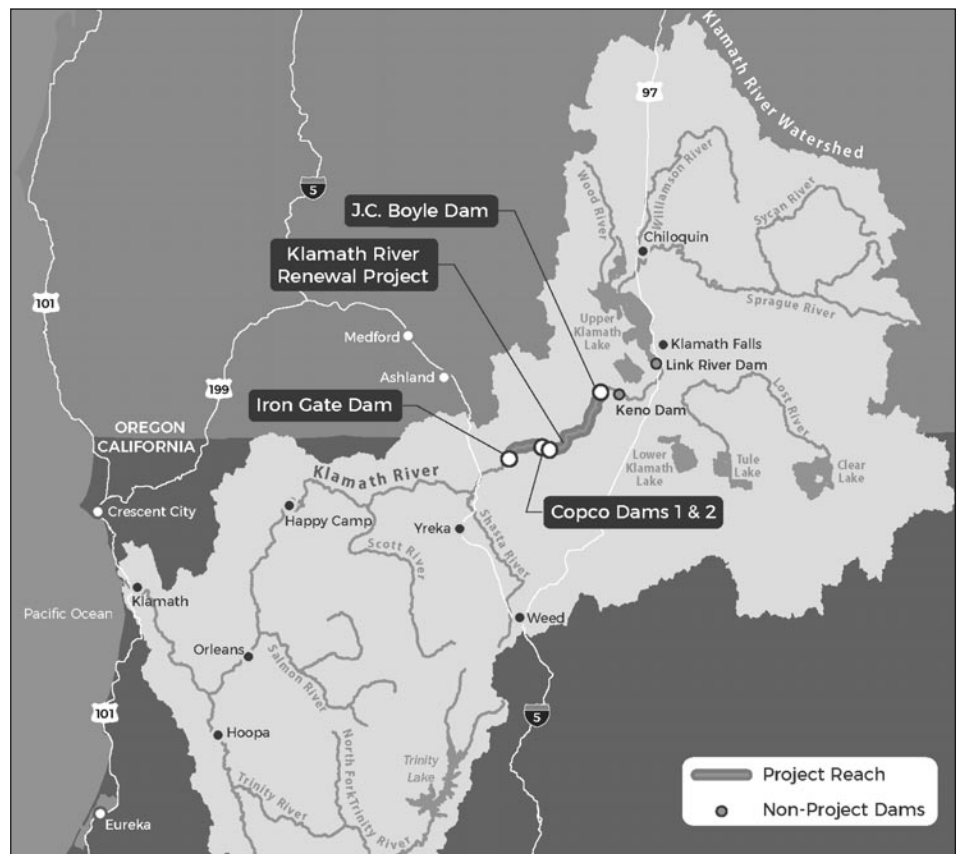 Klamath River Watershed
97
Wood River
Williamson River
Sycan River
5
J.C. Boyle Dam
Chiloquin
Klamath River
Renewal Project
101
Sprague River
Upper
Klamath
Lake
Medford
Klamath Falls
Link River Dam
Ashland
199
Keno Dam
Lost River
Iron Gate Dam
OREGON
CALIFORNIA
Lower
Klamath
Lake
Tule
Lake
Clear
Lake
Klamath River
Crescent City
Happy Camp
Copco Dams 1 & 2
Yreka
Shasta River
Scott River
Klamath
Pacific Ocean
Weed
Orleans
Salmon River
101
5
Hoopa
North Fork Trinity River
Trinity
Lake
Trinity River
Project Reach
Non-Project Dams
Eureka